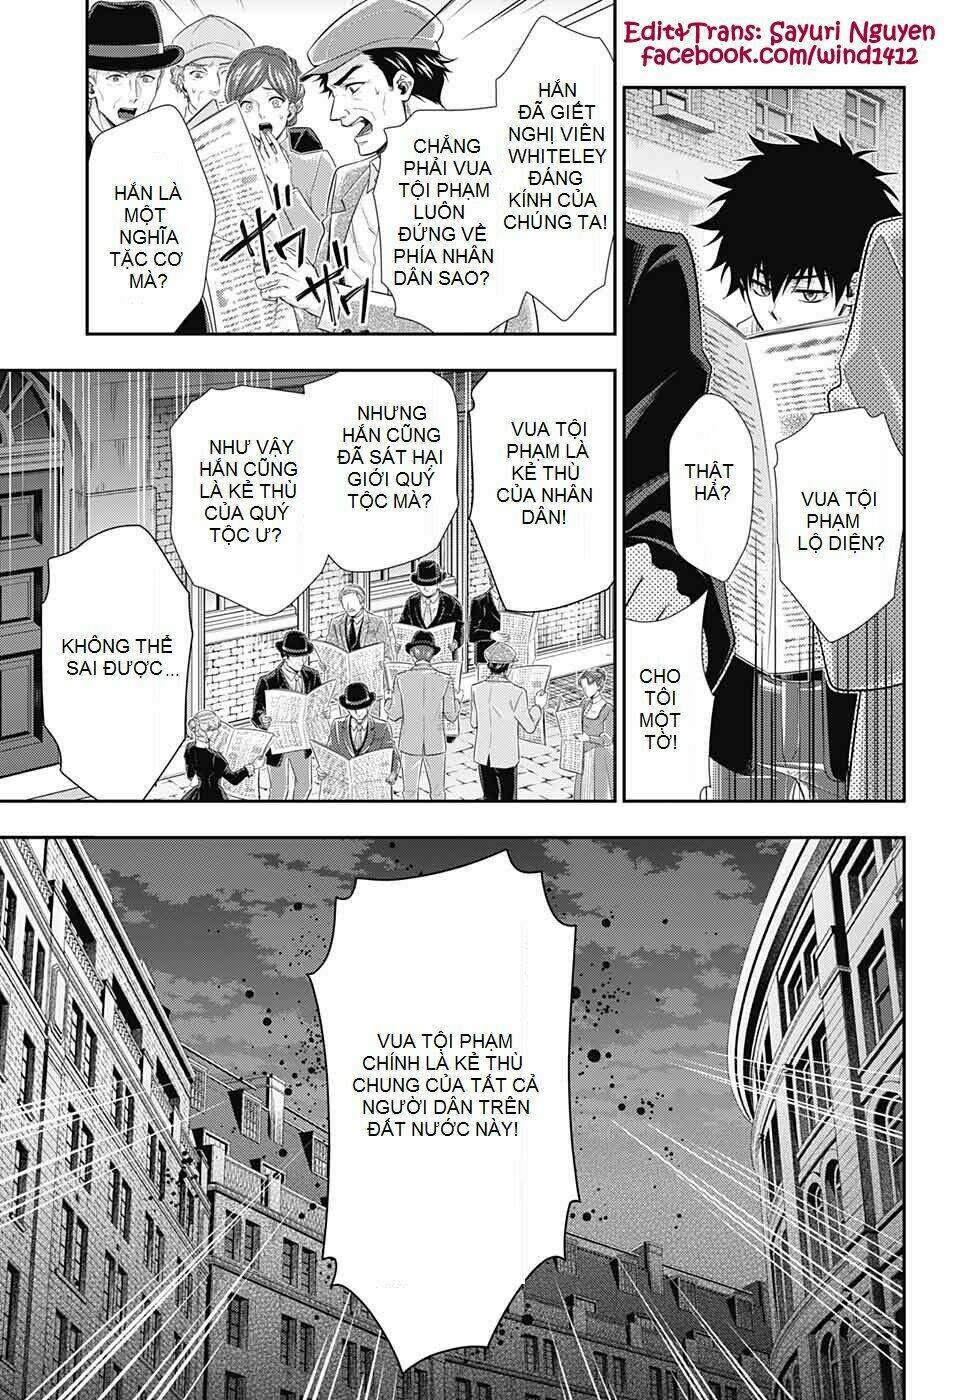 Edit&Trans: Sayuri Nguyen
facebook.com/wind1412
VUA TỘI
PHẠM
LỘ DIỆN?
THẬT
HẢ?
CHO
TÔI
MỘT
TỜ!
HẮN
ĐÃ GIẾT
NGHỊ VIÊN
WHITELEY
ĐÁNG
KÍNH CỦA
CHÚNG TA!
CHẲNG
PHẢI VUA
TỘI PHẠM
LUÔN
ĐỨNG VỀ
PHÍA NHÂN
DÂN SAO?
HẮN LÀ
MỘT
NGHĨA
TẶC CƠ
MÀ?
ザワ
ザワ
VUA TỘI
PHẠM LÀ
KẺ THÙ
CỦA NHÂN
DÂN!
NHƯNG
HẮN CŨNG
ĐÃ SÁT HẠI
GIỚI QUÝ
TỘC MÀ?
NHƯ VẬY
HẮN CŨNG
LÀ KẺ THÙ
CỦA QUÝ
TỘC Ư?
KHÔNG THỂ
SAI ĐƯỢC...
VUA TỘI PHẠM
CHÍNH LÀ KẺ THÙ
CHUNG CỦA TẤT CẢ
NGƯỜI DÂN TRÊN
ĐẤT NƯỚC NÀY!